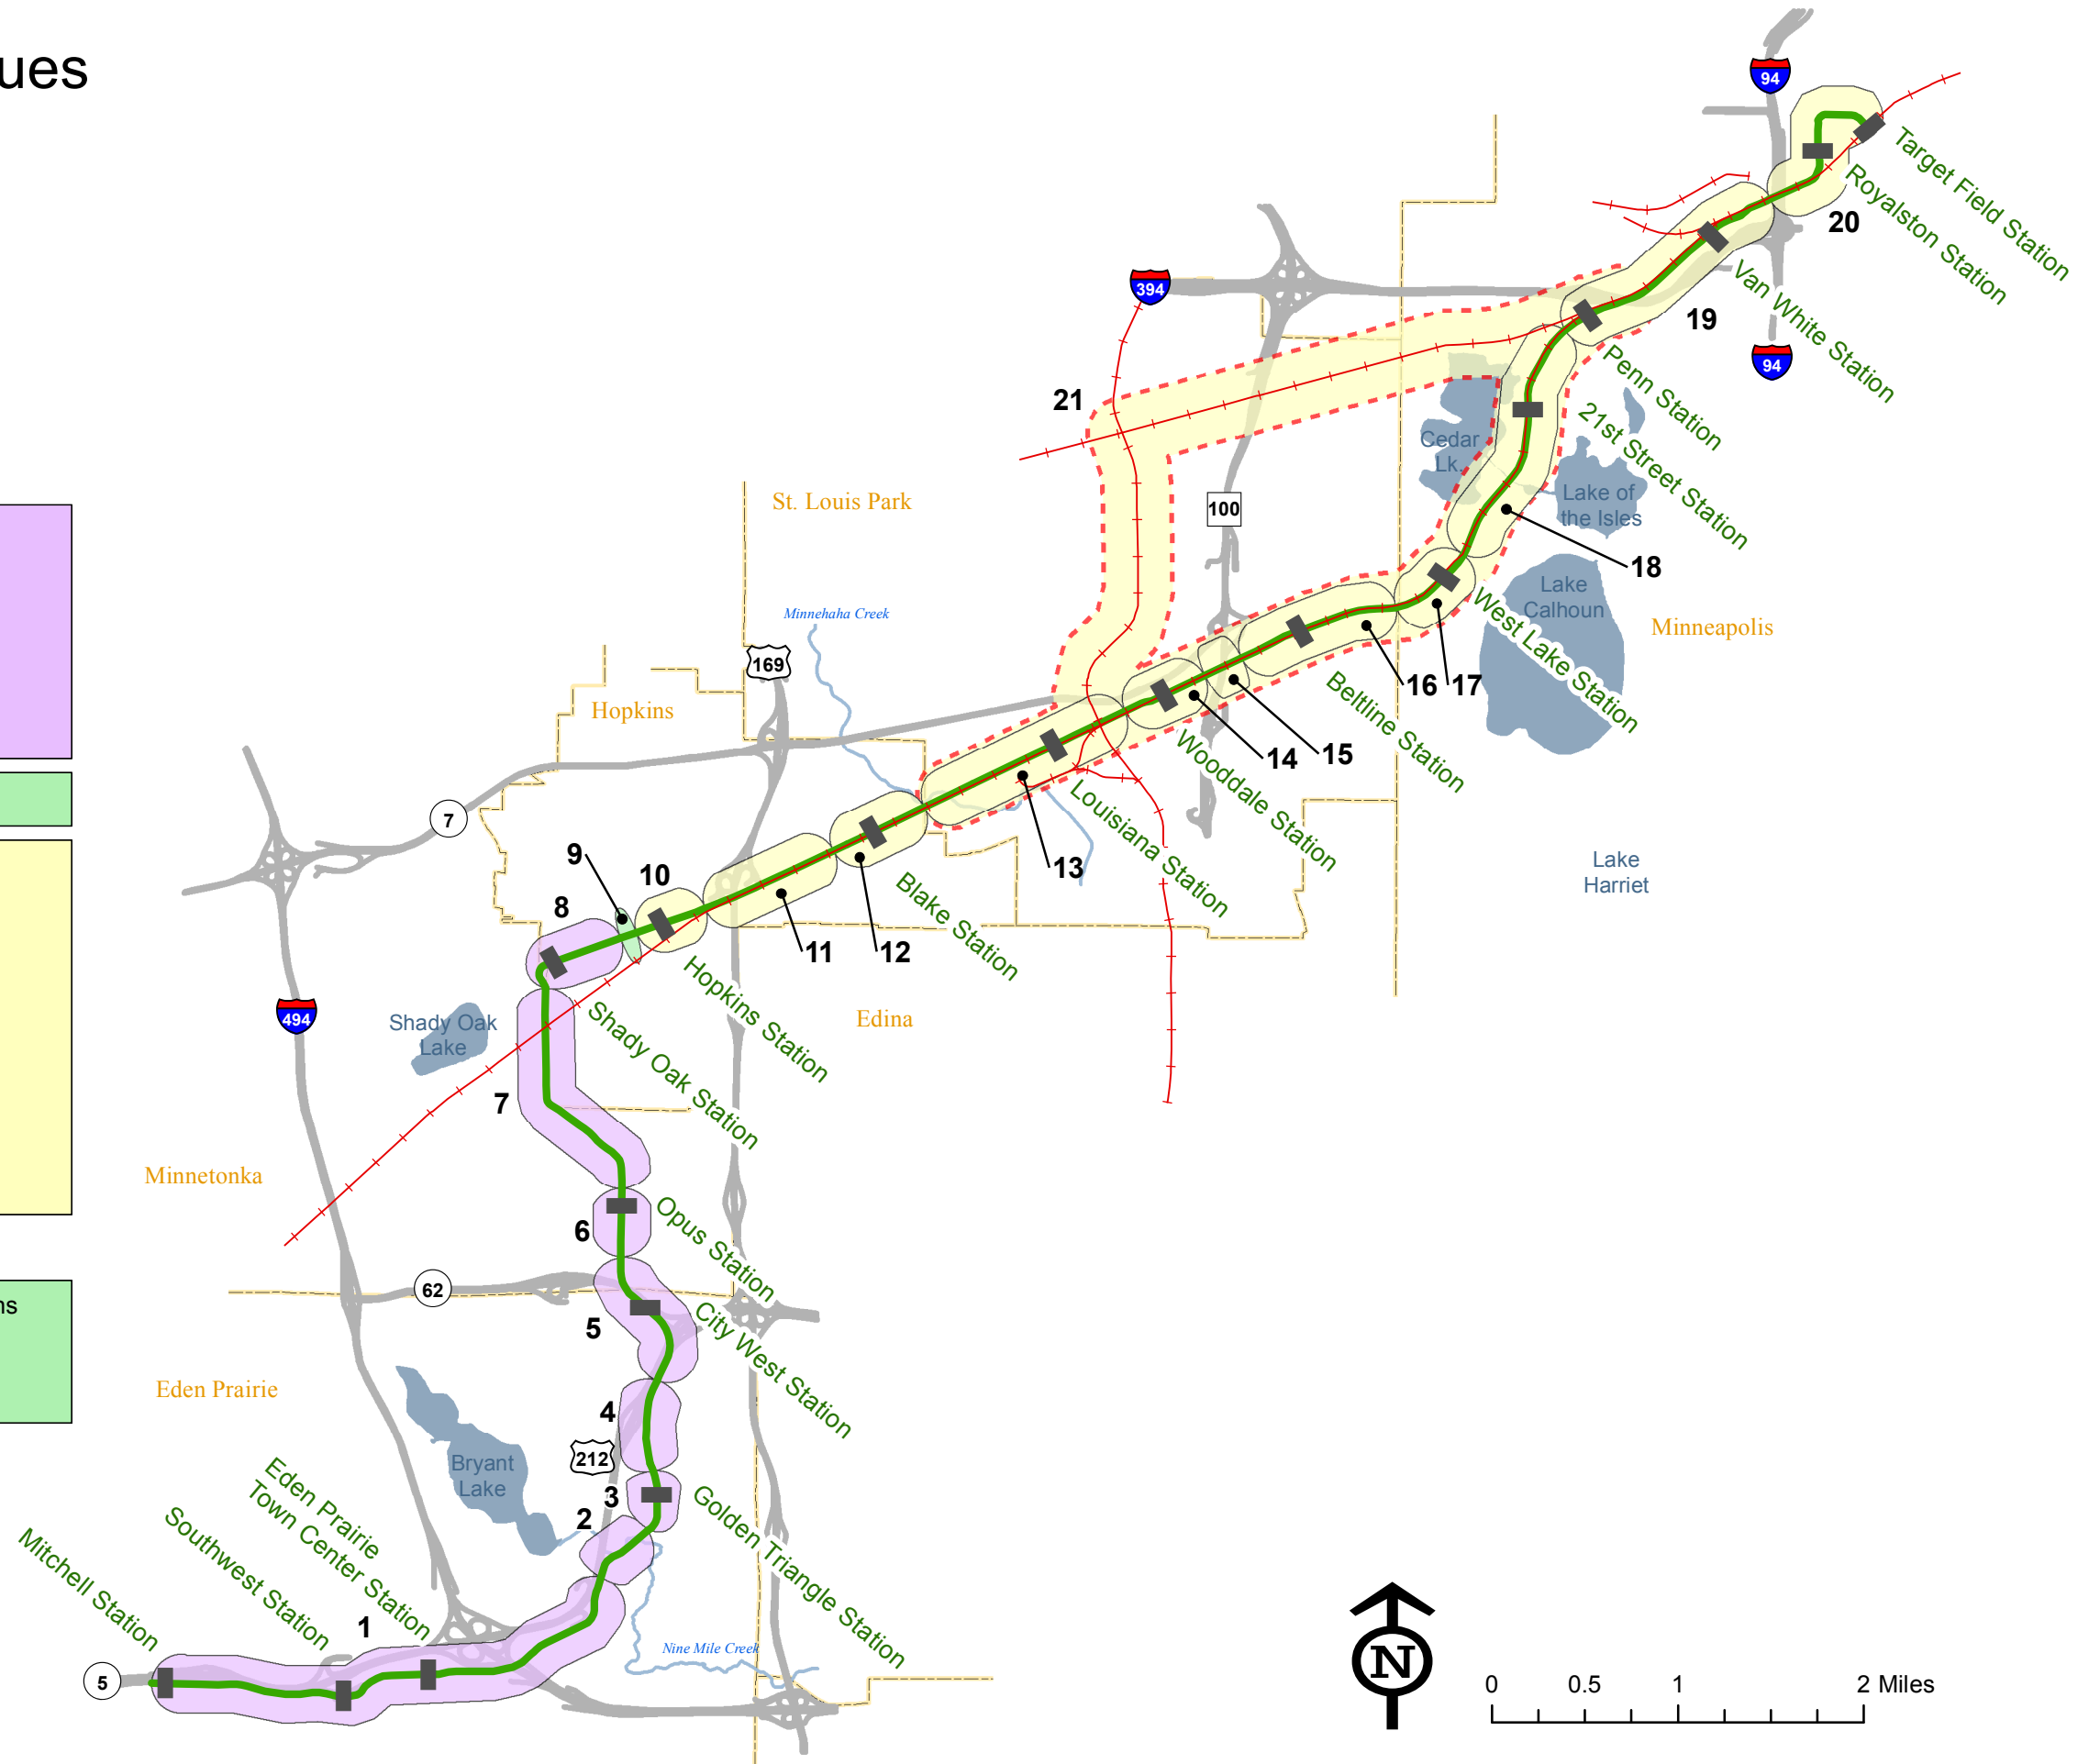 ues
94
Target Field Station
Royalston Station
20
Van White Station
19
394
94
Penn Station
21
21st Street Station
Cedar
Lk.
Lake of
the Isles
St. Louis Park
100
18
Lake
Calhoun
Minneapolis
Minnehaha Creek
West Lake Station
169
16
17
Hopkins
Beltline Station
15
14
Wooddale Station
7
Louisiana Station
13
9
10
8
Blake Station
11
12
Lake
Harriet
Hopkins Station
494
Shady Oak
Lake
Edina
Shady Oak Station
7
Minnetonka
6
Opus Station
62
ns
5
City West Station
Eden Prairie
4
212
Bryant
Lake
3
Golden Triangle Station
2
Eden Prairie
Town Center Station
Southwest Station
Mitchell Station
1
Nine Mile Creek
5
N
0 0.5 1 2 Miles